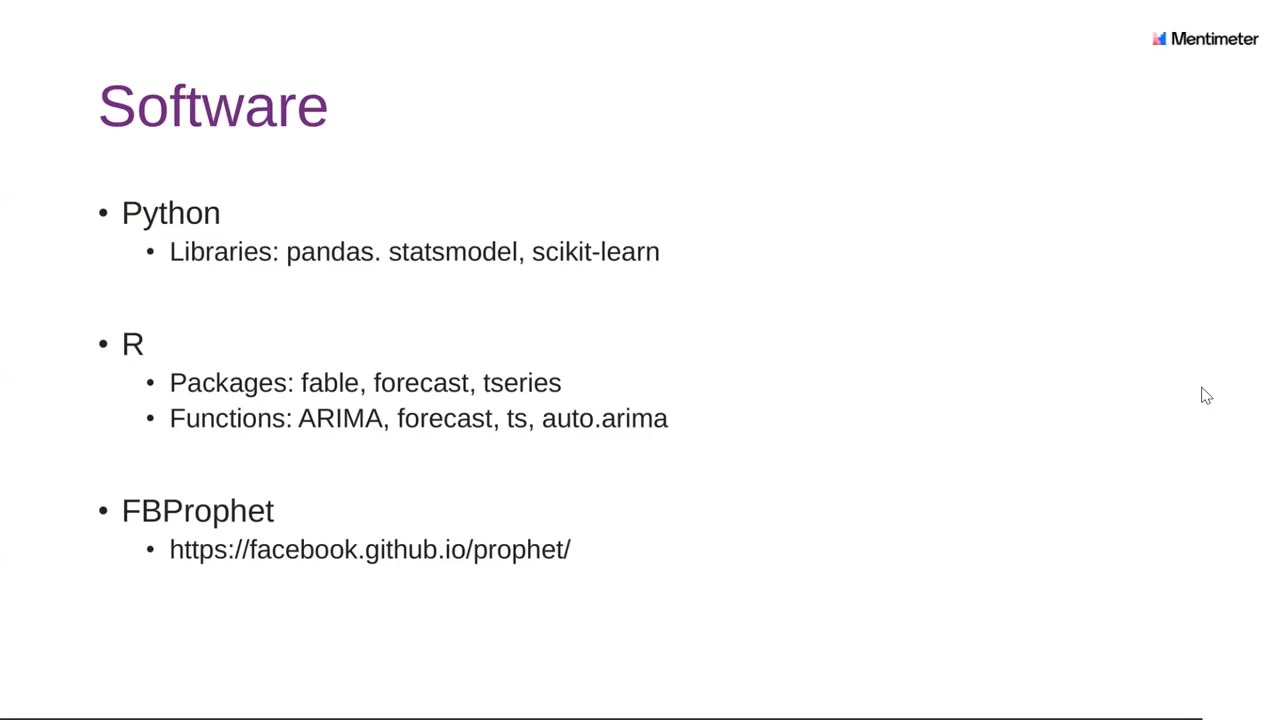 Mentimeter
Software
• Python
• Libraries: pandas. statsmodel, scikit-learn
• R
• Packages: fable, forecast, tseries
• Functions: ARIMA, forecast, ts, auto.arima
• FBProphet
• https://facebook.github.io/prophet/